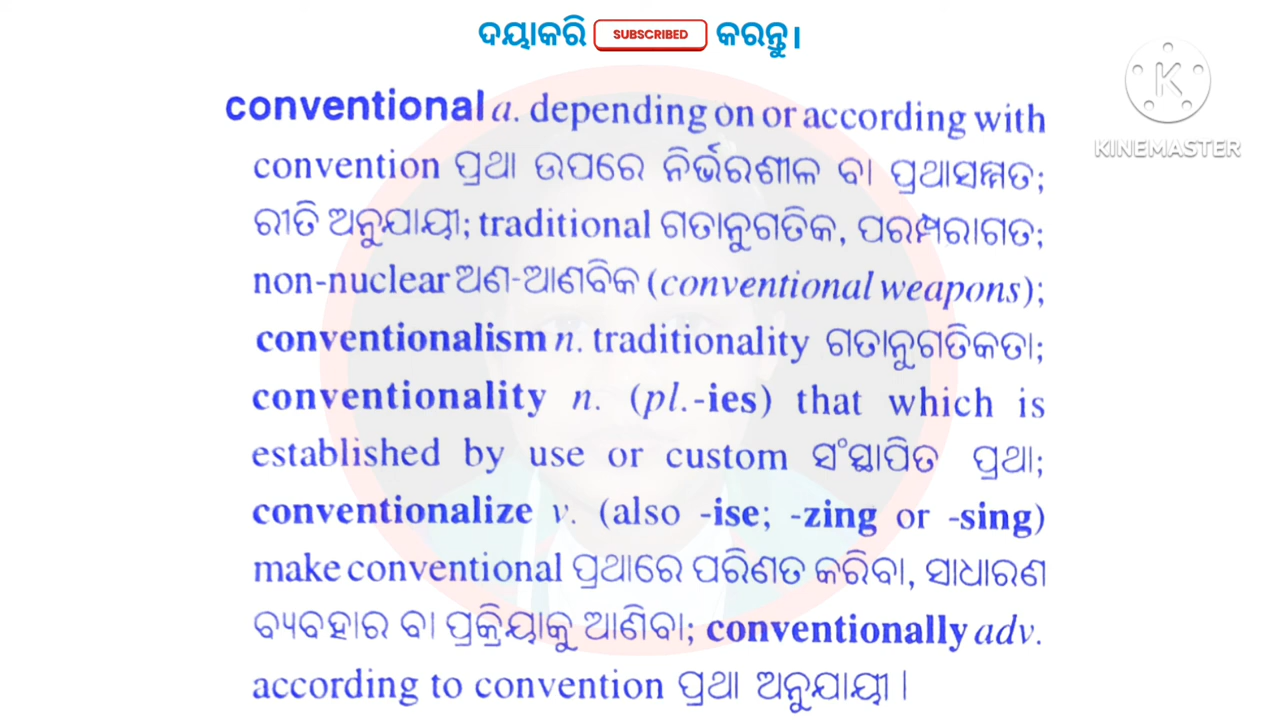 ଦୟାକରି SUBSCRIBED କରନ୍ତୁ।
K
KINEMASTER
conventional a. depending on or according with
convention ପ୍ରଥା ଉପରେ ନିର୍ଭରଶୀଳ ବା ପ୍ରଥାସମ୍ମତ;
ରୀତି ଅନୁଯାୟୀ; traditional ଗତାନୁଗତିକ, ପରମ୍ପରାଗତ;
non-nuclear ଅଣ-ଆଣବିକ (conventional weapons);
conventionalism n. traditionality ଗତାନୁଗତିକତା;
conventionality n. (pl.-ies) that which is
established by use or custom ସଂସ୍ଥାପିତ ପ୍ରଥା;
conventionalize v. (also -ise; -zing or -sing)
make conventional ପ୍ରଥାରେ ପରିଣତ କରିବା, ସାଧାରଣ
ବ୍ୟବହାର ବା ପ୍ରକ୍ରିୟାକୁ ଆଣିବା; conventionally adv.
according to convention ପ୍ରଥା ଅନୁଯାୟୀ।